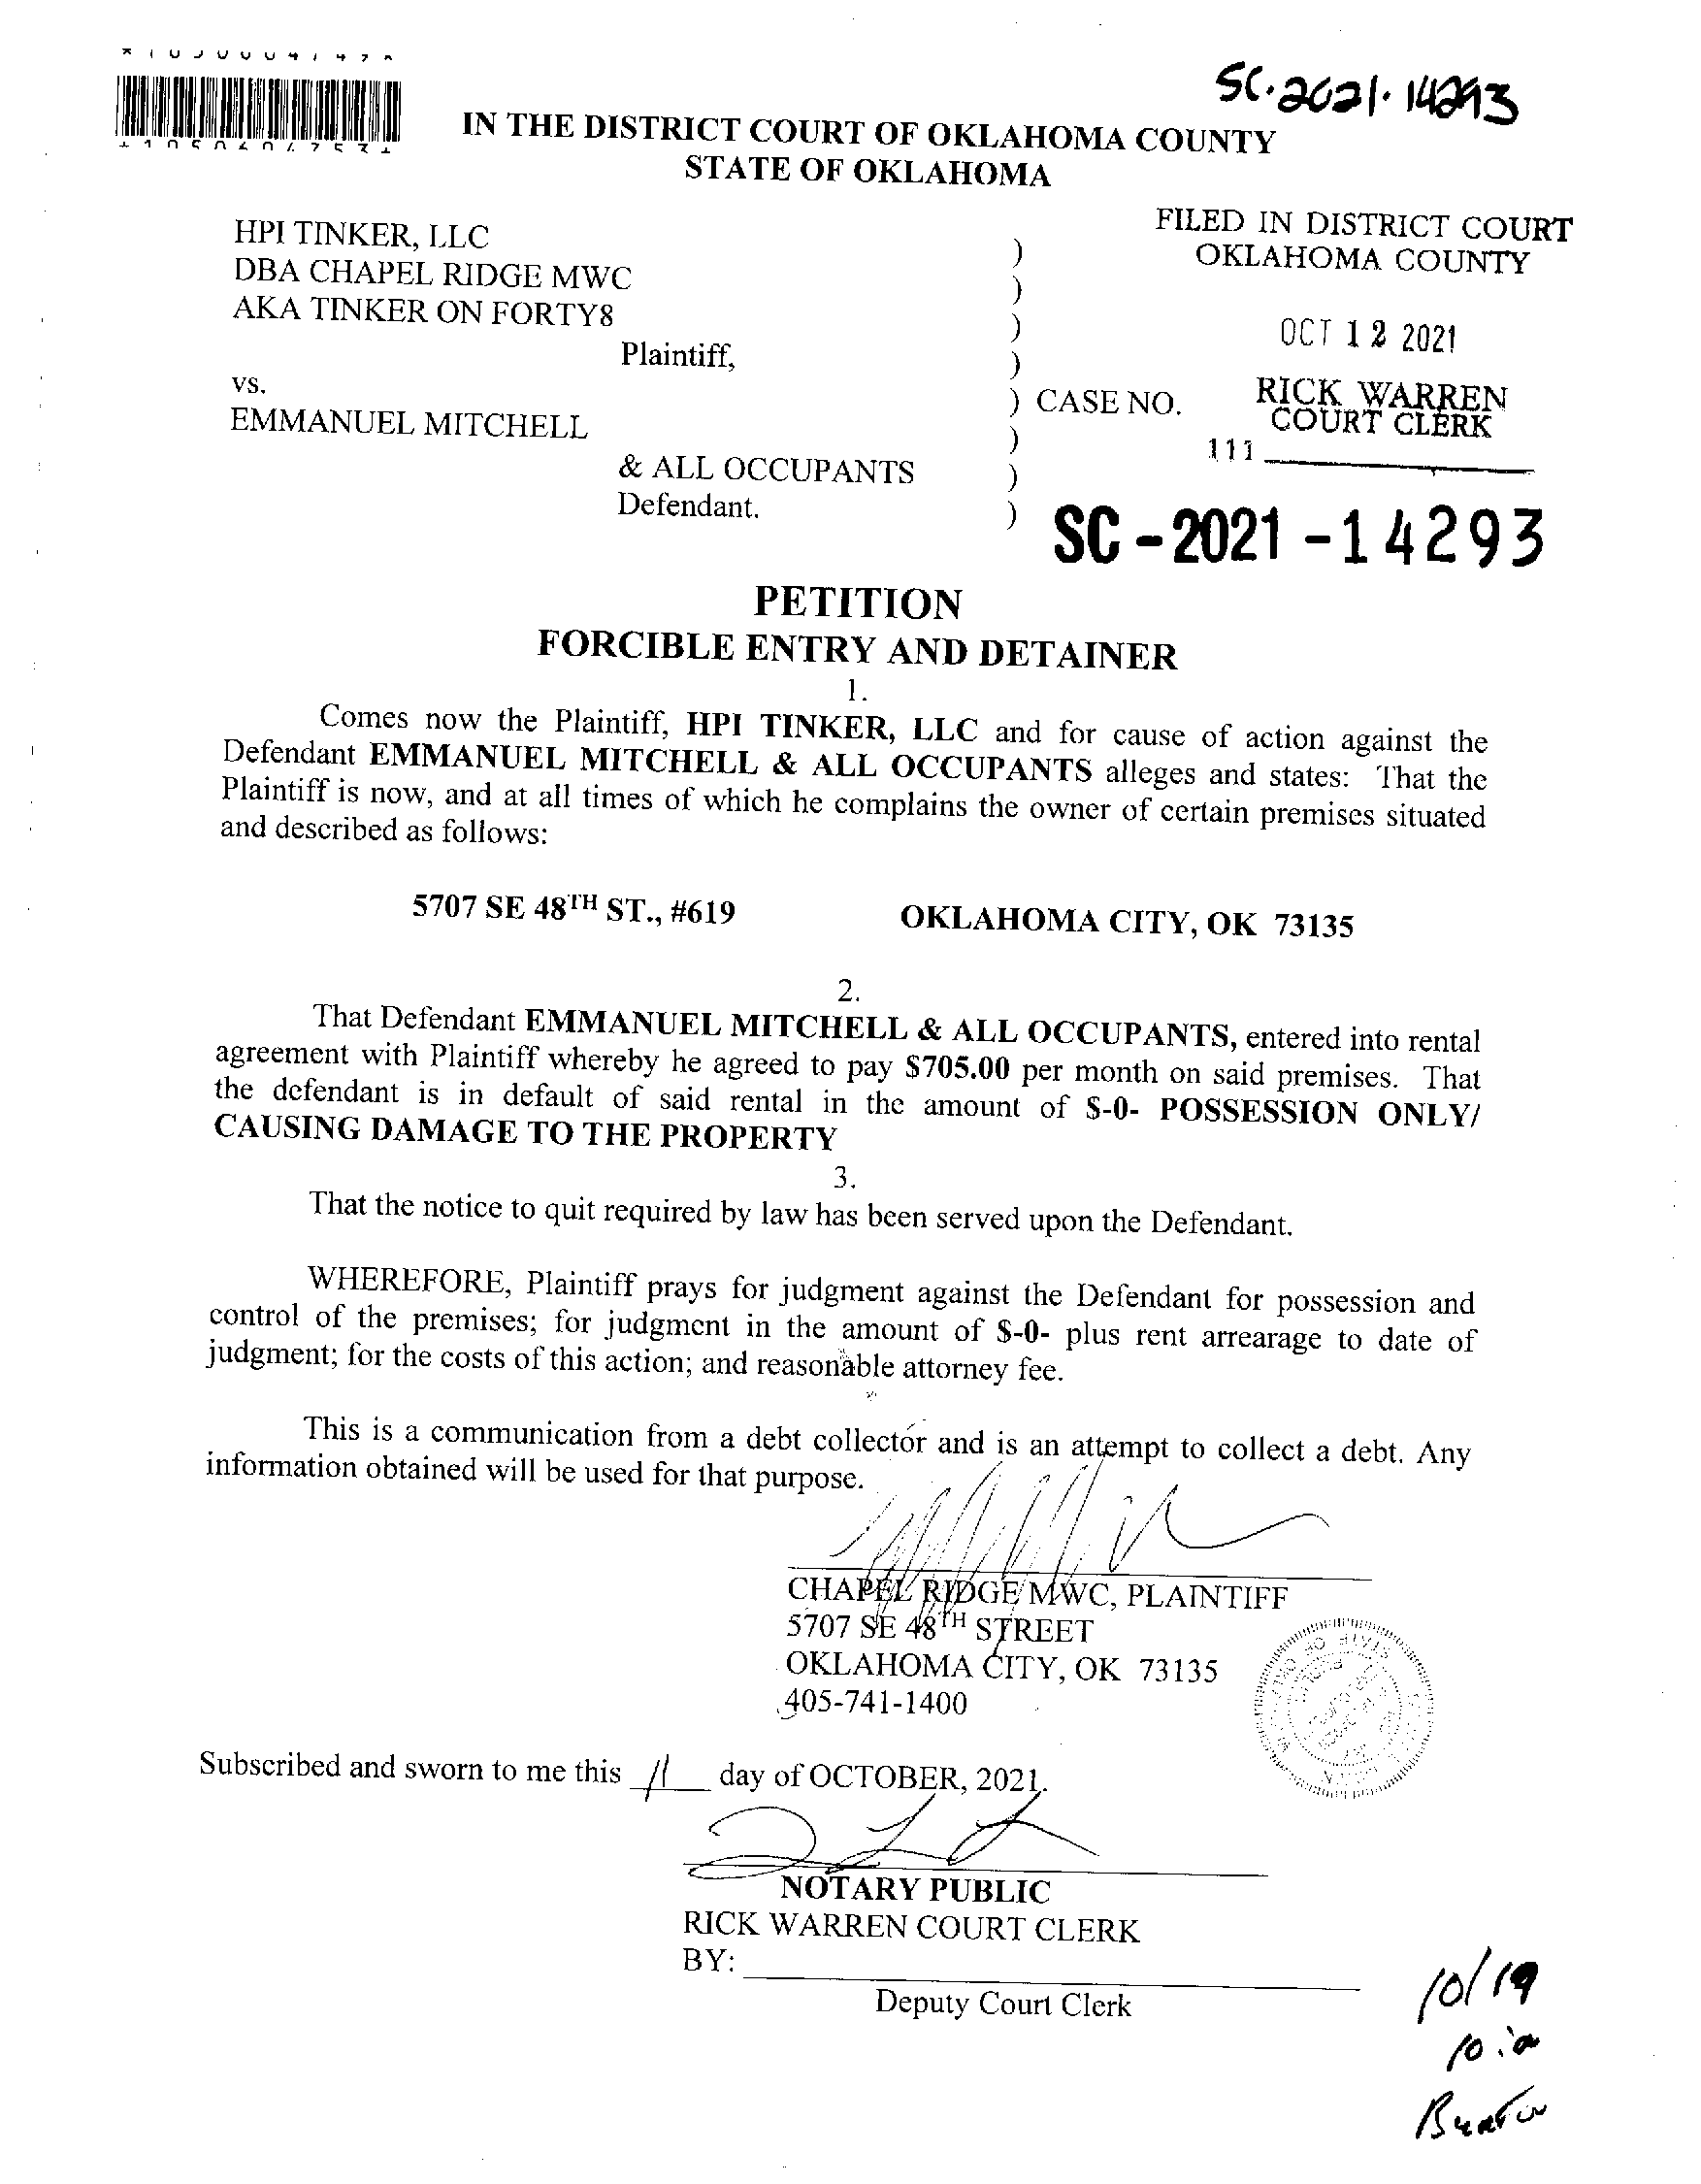 SC-2021-14293
IN THE DISTRICT COURT OF OKLAHOMA COUNTY
STATE OF OKLAHOMA
HPI TINKER, LLC
DBA CHAPEL RIDGE MWC
AKA TINKER ON FORTY8
Plaintiff,
vs.
EMMANUEL MITCHELL
& ALL OCCUPANTS
Defendant.
)
)
)
)
) CASE NO.
)
)
)
FILED IN DISTRICT COURT
OKLAHOMA COUNTY
OCT 12 2021
RICK WARREN
COURT CLERK
111
SC-2021-14293
PETITION
FORCIBLE ENTRY AND DETAINER
1.
Comes now the Plaintiff, HPI TINKER, LLC and for cause of action against the
Defendant EMMANUEL MITCHELL & ALL OCCUPANTS alleges and states: That the
Plaintiff is now, and at all times of which he complains the owner of certain premises situated
and described as follows:
5707 SE 48TH ST., #619 OKLAHOMA CITY, OK 73135
2.
That Defendant EMMANUEL MITCHELL & ALL OCCUPANTS, entered into rental
agreement with Plaintiff whereby he agreed to pay $705.00 per month on said premises. That
the defendant is in default of said rental in the amount of $-0- POSSESSION ONLY/
CAUSING DAMAGE TO THE PROPERTY
3.
That the notice to quit required by law has been served upon the Defendant.
WHEREFORE, Plaintiff prays for judgment against the Defendant for possession and
control of the premises; for judgment in the amount of $-0- plus rent arrearage to date of
judgment; for the costs of this action; and reasonable attorney fee.
This is a communication from a debt collector and is an attempt to collect a debt. Any
information obtained will be used for that purpose.
CHAPEL RIDGE MWC, PLAINTIFF
5707 SE 48TH STREET
OKLAHOMA CITY, OK 73135
405-741-1400
Subscribed and sworn to me this 11 day of OCTOBER, 2021.
NOTARY PUBLIC
RICK WARREN COURT CLERK
BY:
Deputy Court Clerk
10/19